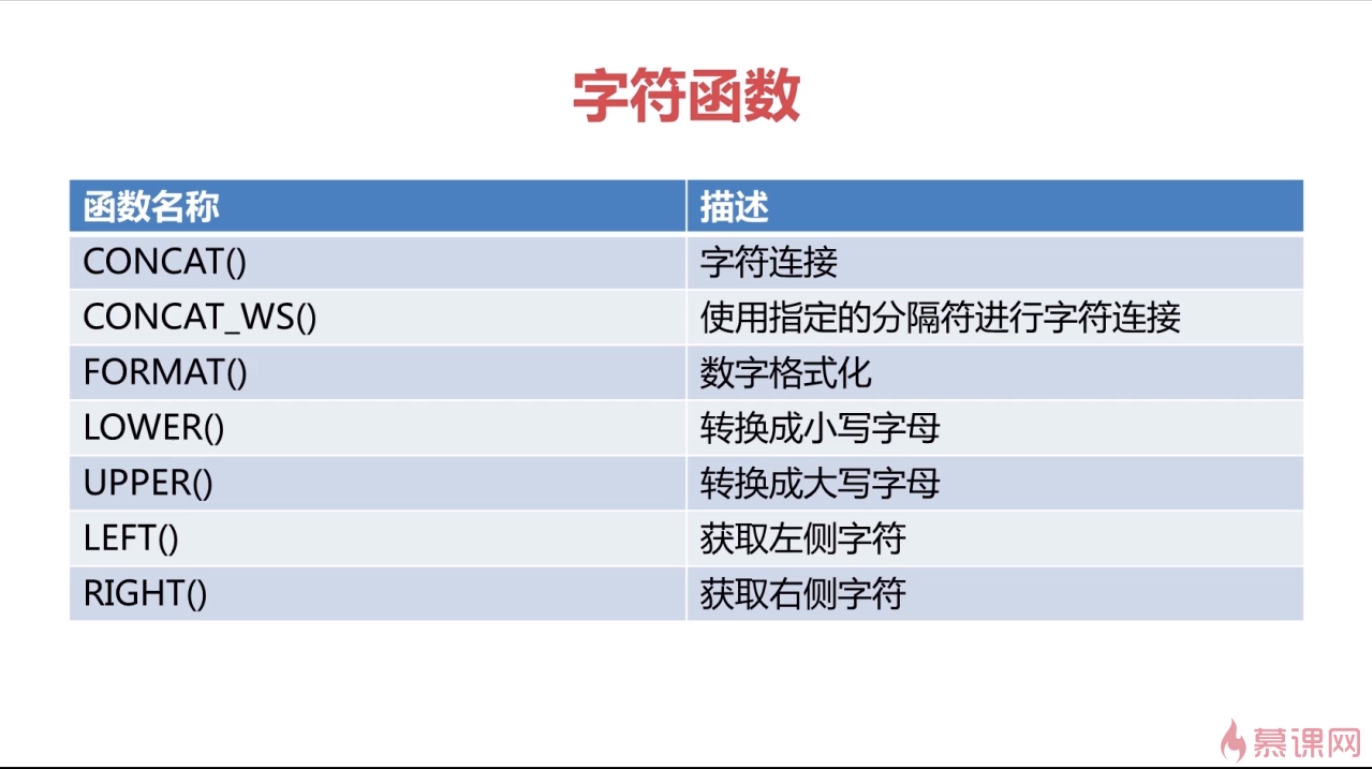 字符函数
函数名称 描述
CONCAT() 字符连接
CONCAT_WS() 使用指定的分隔符进行字符连接
FORMAT() 数字格式化
LOWER() 转换成小写字母
UPPER() 转换成大写字母
LEFT() 获取左侧字符
RIGHT() 获取右侧字符
慕课网